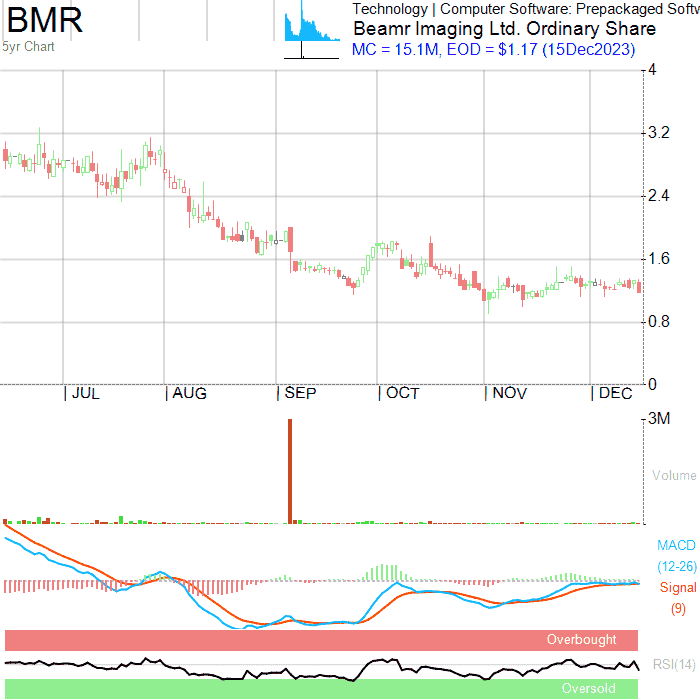 BMR
5yr Chart
Technology | Computer Software: Prepackaged Softw
Beamr Imaging Ltd. Ordinary Share
MC = 15.1M, EOD = $1.17 (15Dec2023)
4
3.2
2.4
1.6
0.8
0
| JUL | AUG | SEP | OCT | NOV | DEC
3M
Volume
MACD
(12-26)
Signal
(9)
Overbought
RSI(14)
Oversold